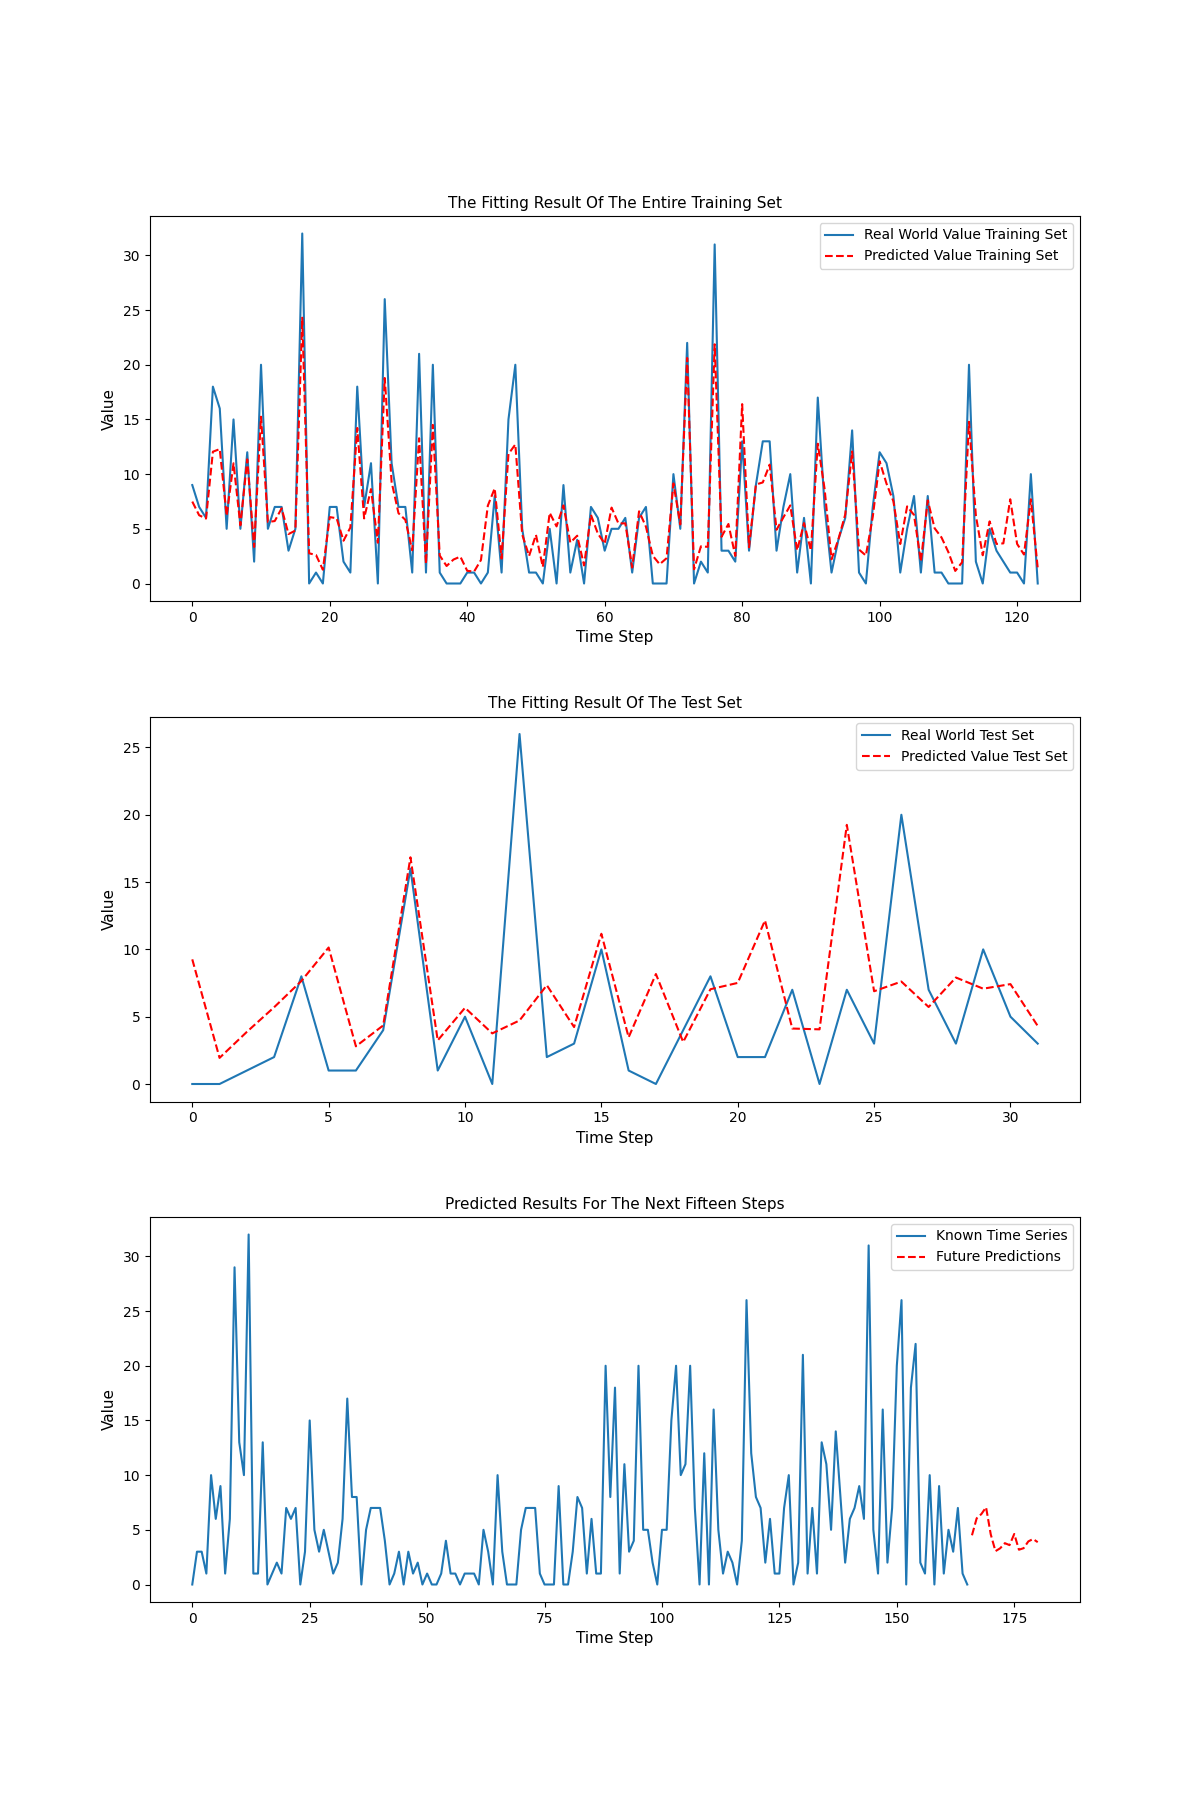 The Fitting Result Of The Entire Training Set
Real World Value Training Set
Predicted Value Training Set
30
25
20
15
10
5
0
Value
0 20 40 60 80 100 120
Time Step
The Fitting Result Of The Test Set
Real World Test Set
Predicted Value Test Set
25
20
15
10
5
0
Value
0 5 10 15 20 25 30
Time Step
Predicted Results For The Next Fifteen Steps
Known Time Series
Future Predictions
30
25
20
15
10
5
0
Value
0 25 50 75 100 125 150 175
Time Step